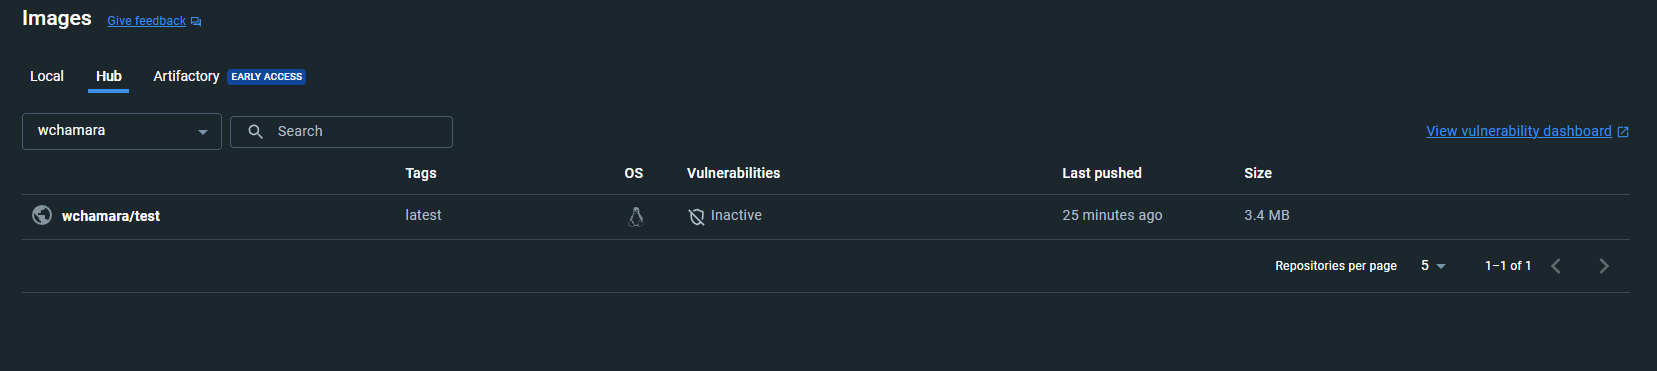 Images Give feedback
Local Hub Artifactory EARLY ACCESS
wchamara Search View vulnerability dashboard
Tags OS Vulnerabilities Last pushed Size
wchamara/test latest Inactive 25 minutes ago 3.4 MB
Repositories per page 5 1–1 of 1